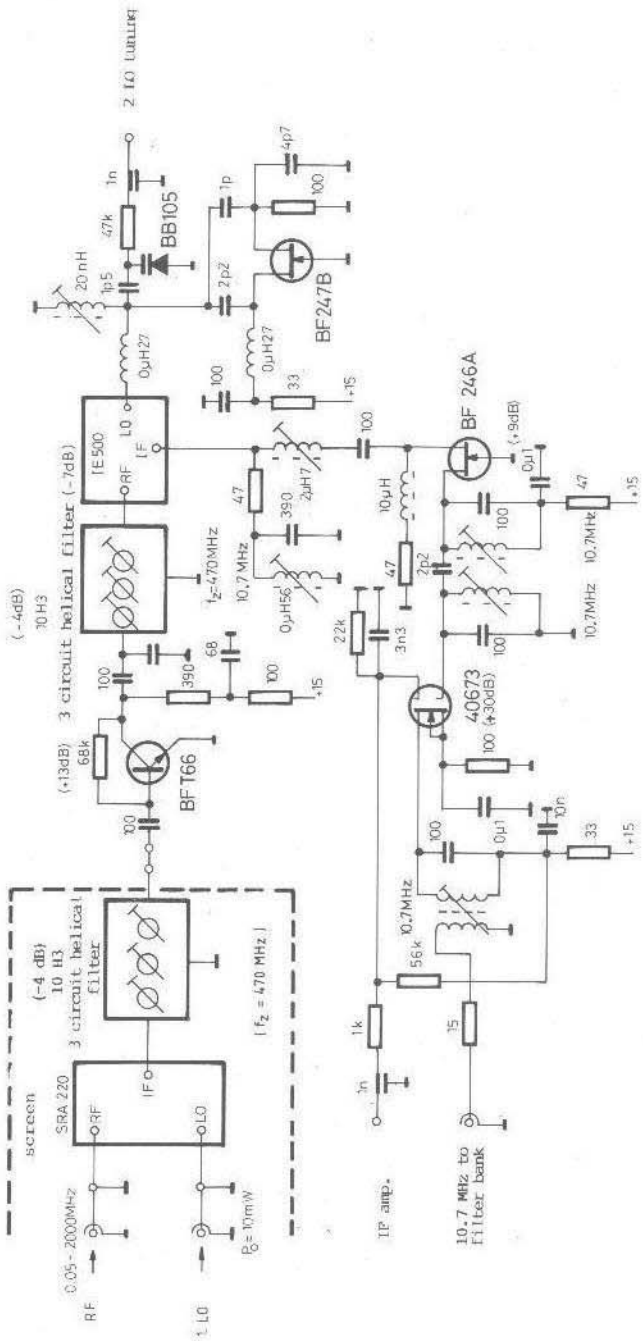 screen
RF
0.05 - 2000MHz
1. LO
P₀ = 10mW
SRA 220
RF
LO
IF
(-4 dB)
10 H3
3 circuit helical
filter
( fz = 470 MHz )
100
(+13dB)
68k
BFT66
100
390
68
100
+15
(-4dB)
10 H3
3 circuit helical filter (-7dB)
fz=470MHz
IE500
RF
LO
IF
0µH27
20nH
1p5
BB105
47k
1n
2 LO tuning
1p
2p2
4p7
100
BF247B
0µH27
100
33
+15
47
390
10,7 MHz
0µH56
2µH7
100
10µH
47
BF 246A
(+9dB)
0µ1
100
47
+15
10.7MHz
2p2
100
10.7MHz
22k
3n3
40673
(+30dB)
100
0µ1
10n
100
33
+15
10.7MHz
56k
1k
1n
15
IF amp.
10.7 MHz to
filter bank